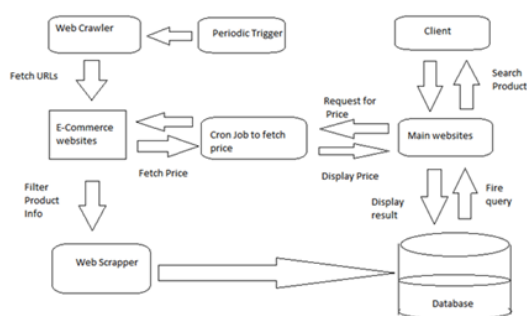 Web Crawler
Periodic Trigger
Client
Fetch URLs
Search
Product
Request for
Price
E-Commerce
websites
Cron Job to fetch
price
Main websites
Fetch Price
Display Price
Filter
Product
Info
Display
result
Fire
query
Web Scrapper
Database